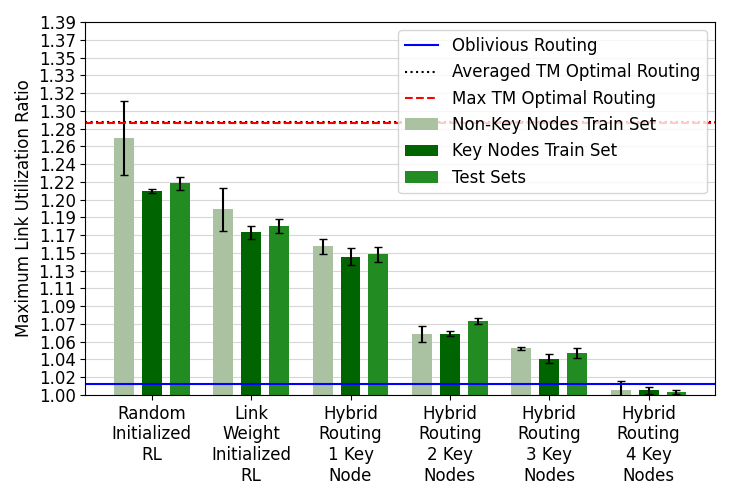 Maximum Link Utilization Ratio
1.39
1.37
1.35
1.33
1.32
1.30
1.28
1.26
1.24
1.22
1.20
1.19
1.17
1.15
1.13
1.11
1.09
1.07
1.06
1.04
1.02
1.00
Oblivious Routing
Averaged TM Optimal Routing
Max TM Optimal Routing
Non-Key Nodes Train Set
Key Nodes Train Set
Test Sets
Random
Initialized
RL
Link
Weight
Initialized
RL
Hybrid
Routing
1 Key
Node
Hybrid
Routing
2 Key
Nodes
Hybrid
Routing
3 Key
Nodes
Hybrid
Routing
4 Key
Nodes